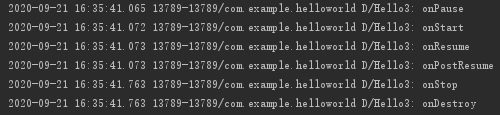 2020-09-21 16:35:41.065 13789-13789/com.example.helloworld D/Hello3: onPause
2020-09-21 16:35:41.072 13789-13789/com.example.helloworld D/Hello3: onStart
2020-09-21 16:35:41.073 13789-13789/com.example.helloworld D/Hello3: onResume
2020-09-21 16:35:41.073 13789-13789/com.example.helloworld D/Hello3: onPostResume
2020-09-21 16:35:41.763 13789-13789/com.example.helloworld D/Hello3: onStop
2020-09-21 16:35:41.763 13789-13789/com.example.helloworld D/Hello3: onDestroy